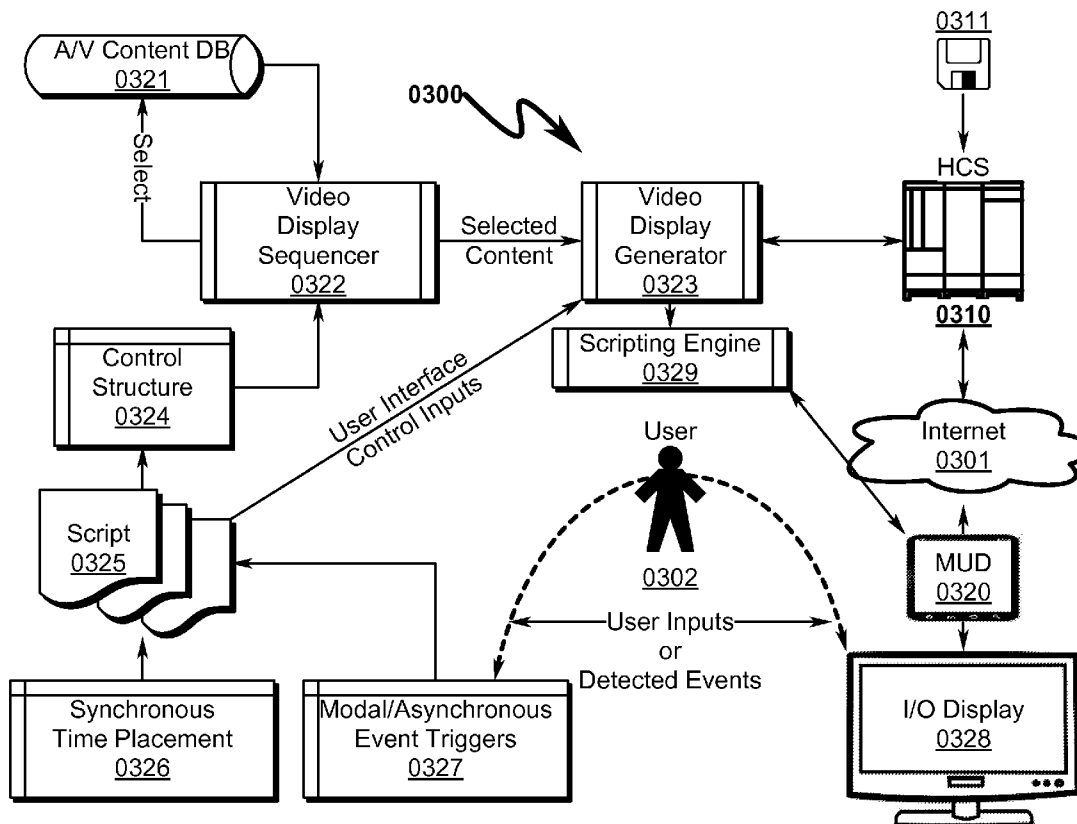 A/V Content DB
0321
0311
0300
Select
HCS
Video
Display
Sequencer
0322
Selected
Content
Video
Display
Generator
0323
0310
Control
Structure
0324
Scripting Engine
0329
User Interface
Control Inputs
User
0302
Internet
0301
Script
0325
MUD
0320
User Inputs
or
Detected Events
Synchronous
Time Placement
0326
Modal/Asynchronous
Event Triggers
0327
I/O Display
0328